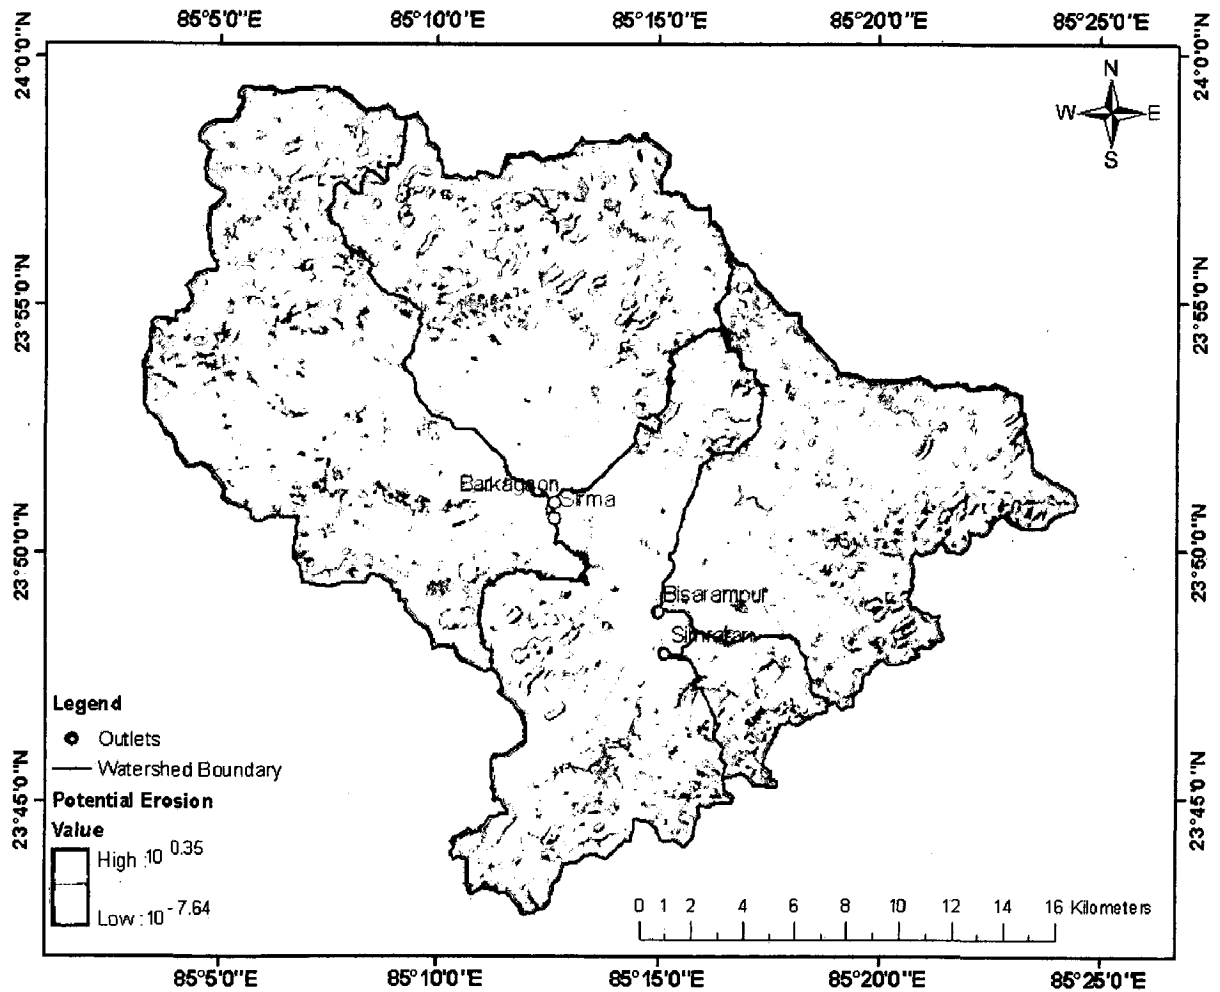 85°5'0"E 85°10'0"E 85°15'0"E 85°20'0"E 85°25'0"E
24°0'0"N 24°0'0"N
N
W E
S
23°55'0"N 23°55'0"N
Barkagaon
Sirma
23°50'0"N 23°50'0"N
Bisarampur
Simratari
Legend
Outlets
Watershed Boundary
23°45'0"N 23°45'0"N
Potential Erosion
Value
High :10 0.35
Low : 10 -7.64
0 1 2 4 6 8 10 12 14 16 Kilometers
85°5'0"E 85°10'0"E 85°15'0"E 85°20'0"E 85°25'0"E